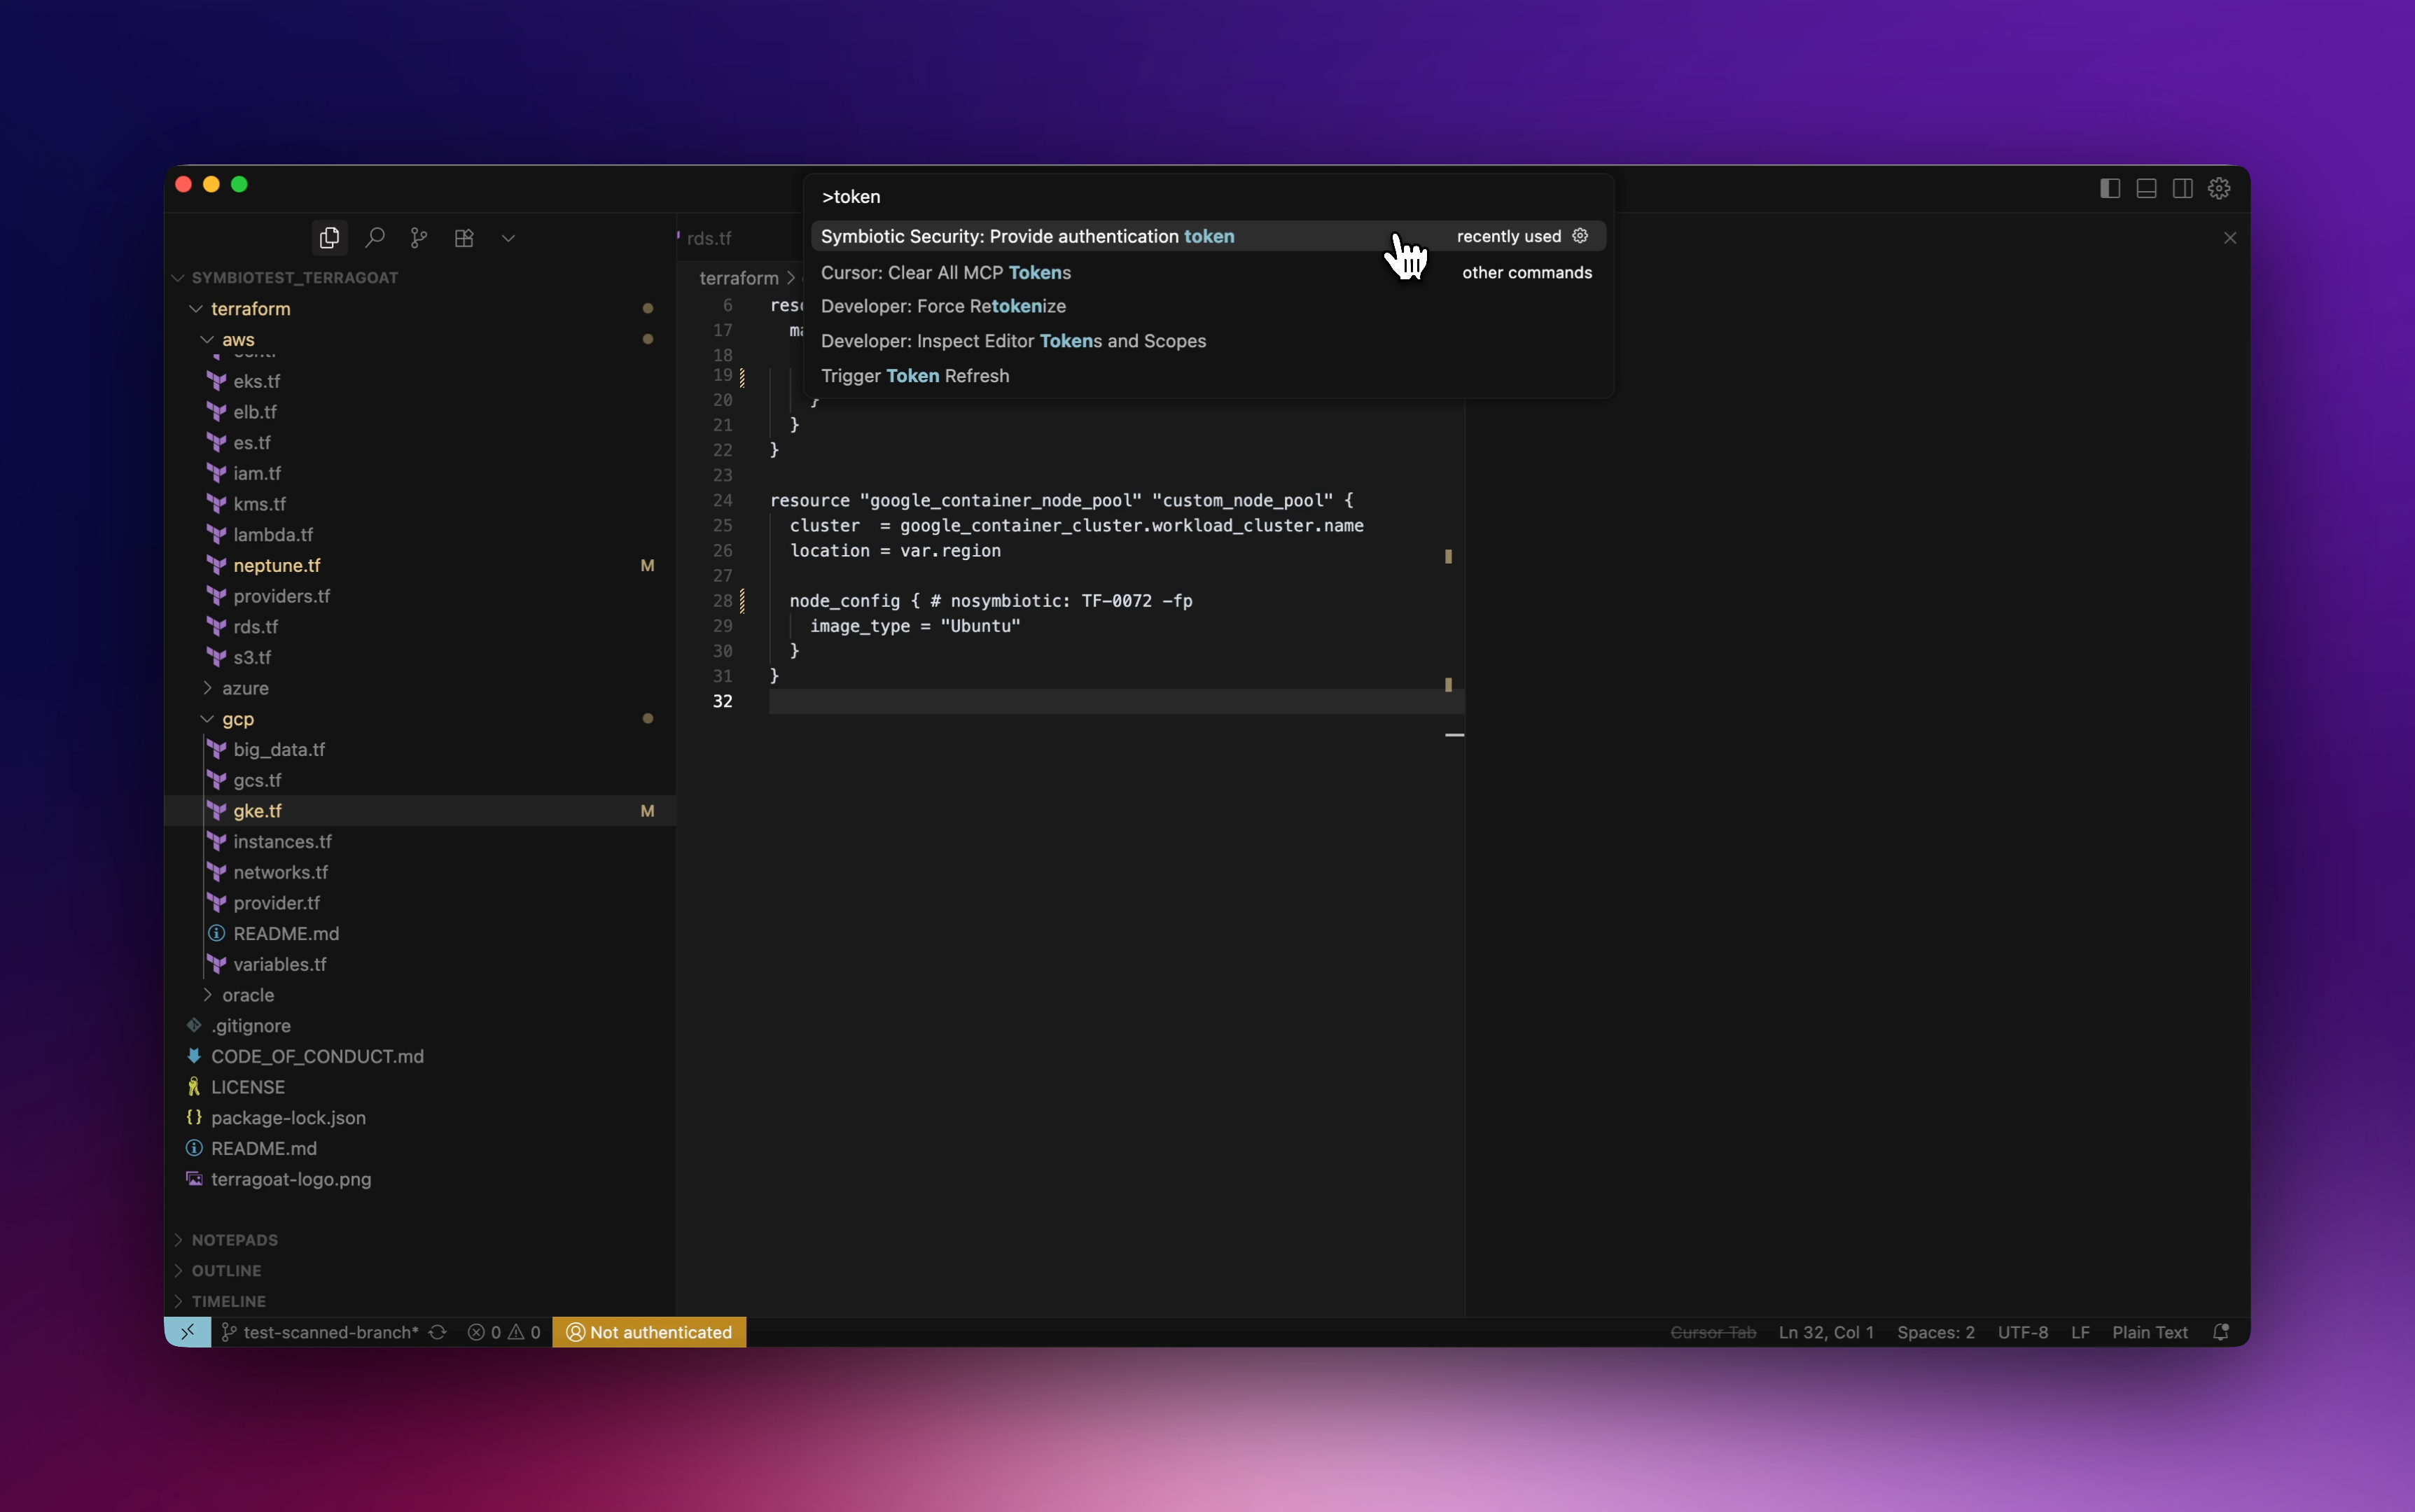 >token
Symbiotic Security: Provide authentication token recently used
Cursor: Clear All MCP Tokens other commands
Developer: Force Retokenize
Developer: Inspect Editor Tokens and Scopes
Trigger Token Refresh
SYMBIOTEST_TERRAGOAT
terraform
aws
eks.tf
elb.tf
es.tf
iam.tf
kms.tf
lambda.tf
neptune.tf M
providers.tf
rds.tf
s3.tf
azure
gcp
big_data.tf
gcs.tf
gke.tf M
instances.tf
networks.tf
provider.tf
README.md
variables.tf
oracle
.gitignore
CODE_OF_CONDUCT.md
LICENSE
package-lock.json
README.md
terragoat-logo.png
NOTEPADS
OUTLINE
TIMELINE
rds.tf
terraform >
6
17
18
19
20 }
21 }
22 }
23
24 resource "google_container_node_pool" "custom_node_pool" {
25 cluster = google_container_cluster.workload_cluster.name
26 location = var.region
27
28 node_config { # nosymbiotic: TF-0072 -fp
29 image_type = "Ubuntu"
30 }
31 }
32
test-scanned-branch* 0 0 Not authenticated Cursor Tab Ln 32, Col 1 Spaces: 2 UTF-8 LF Plain Text